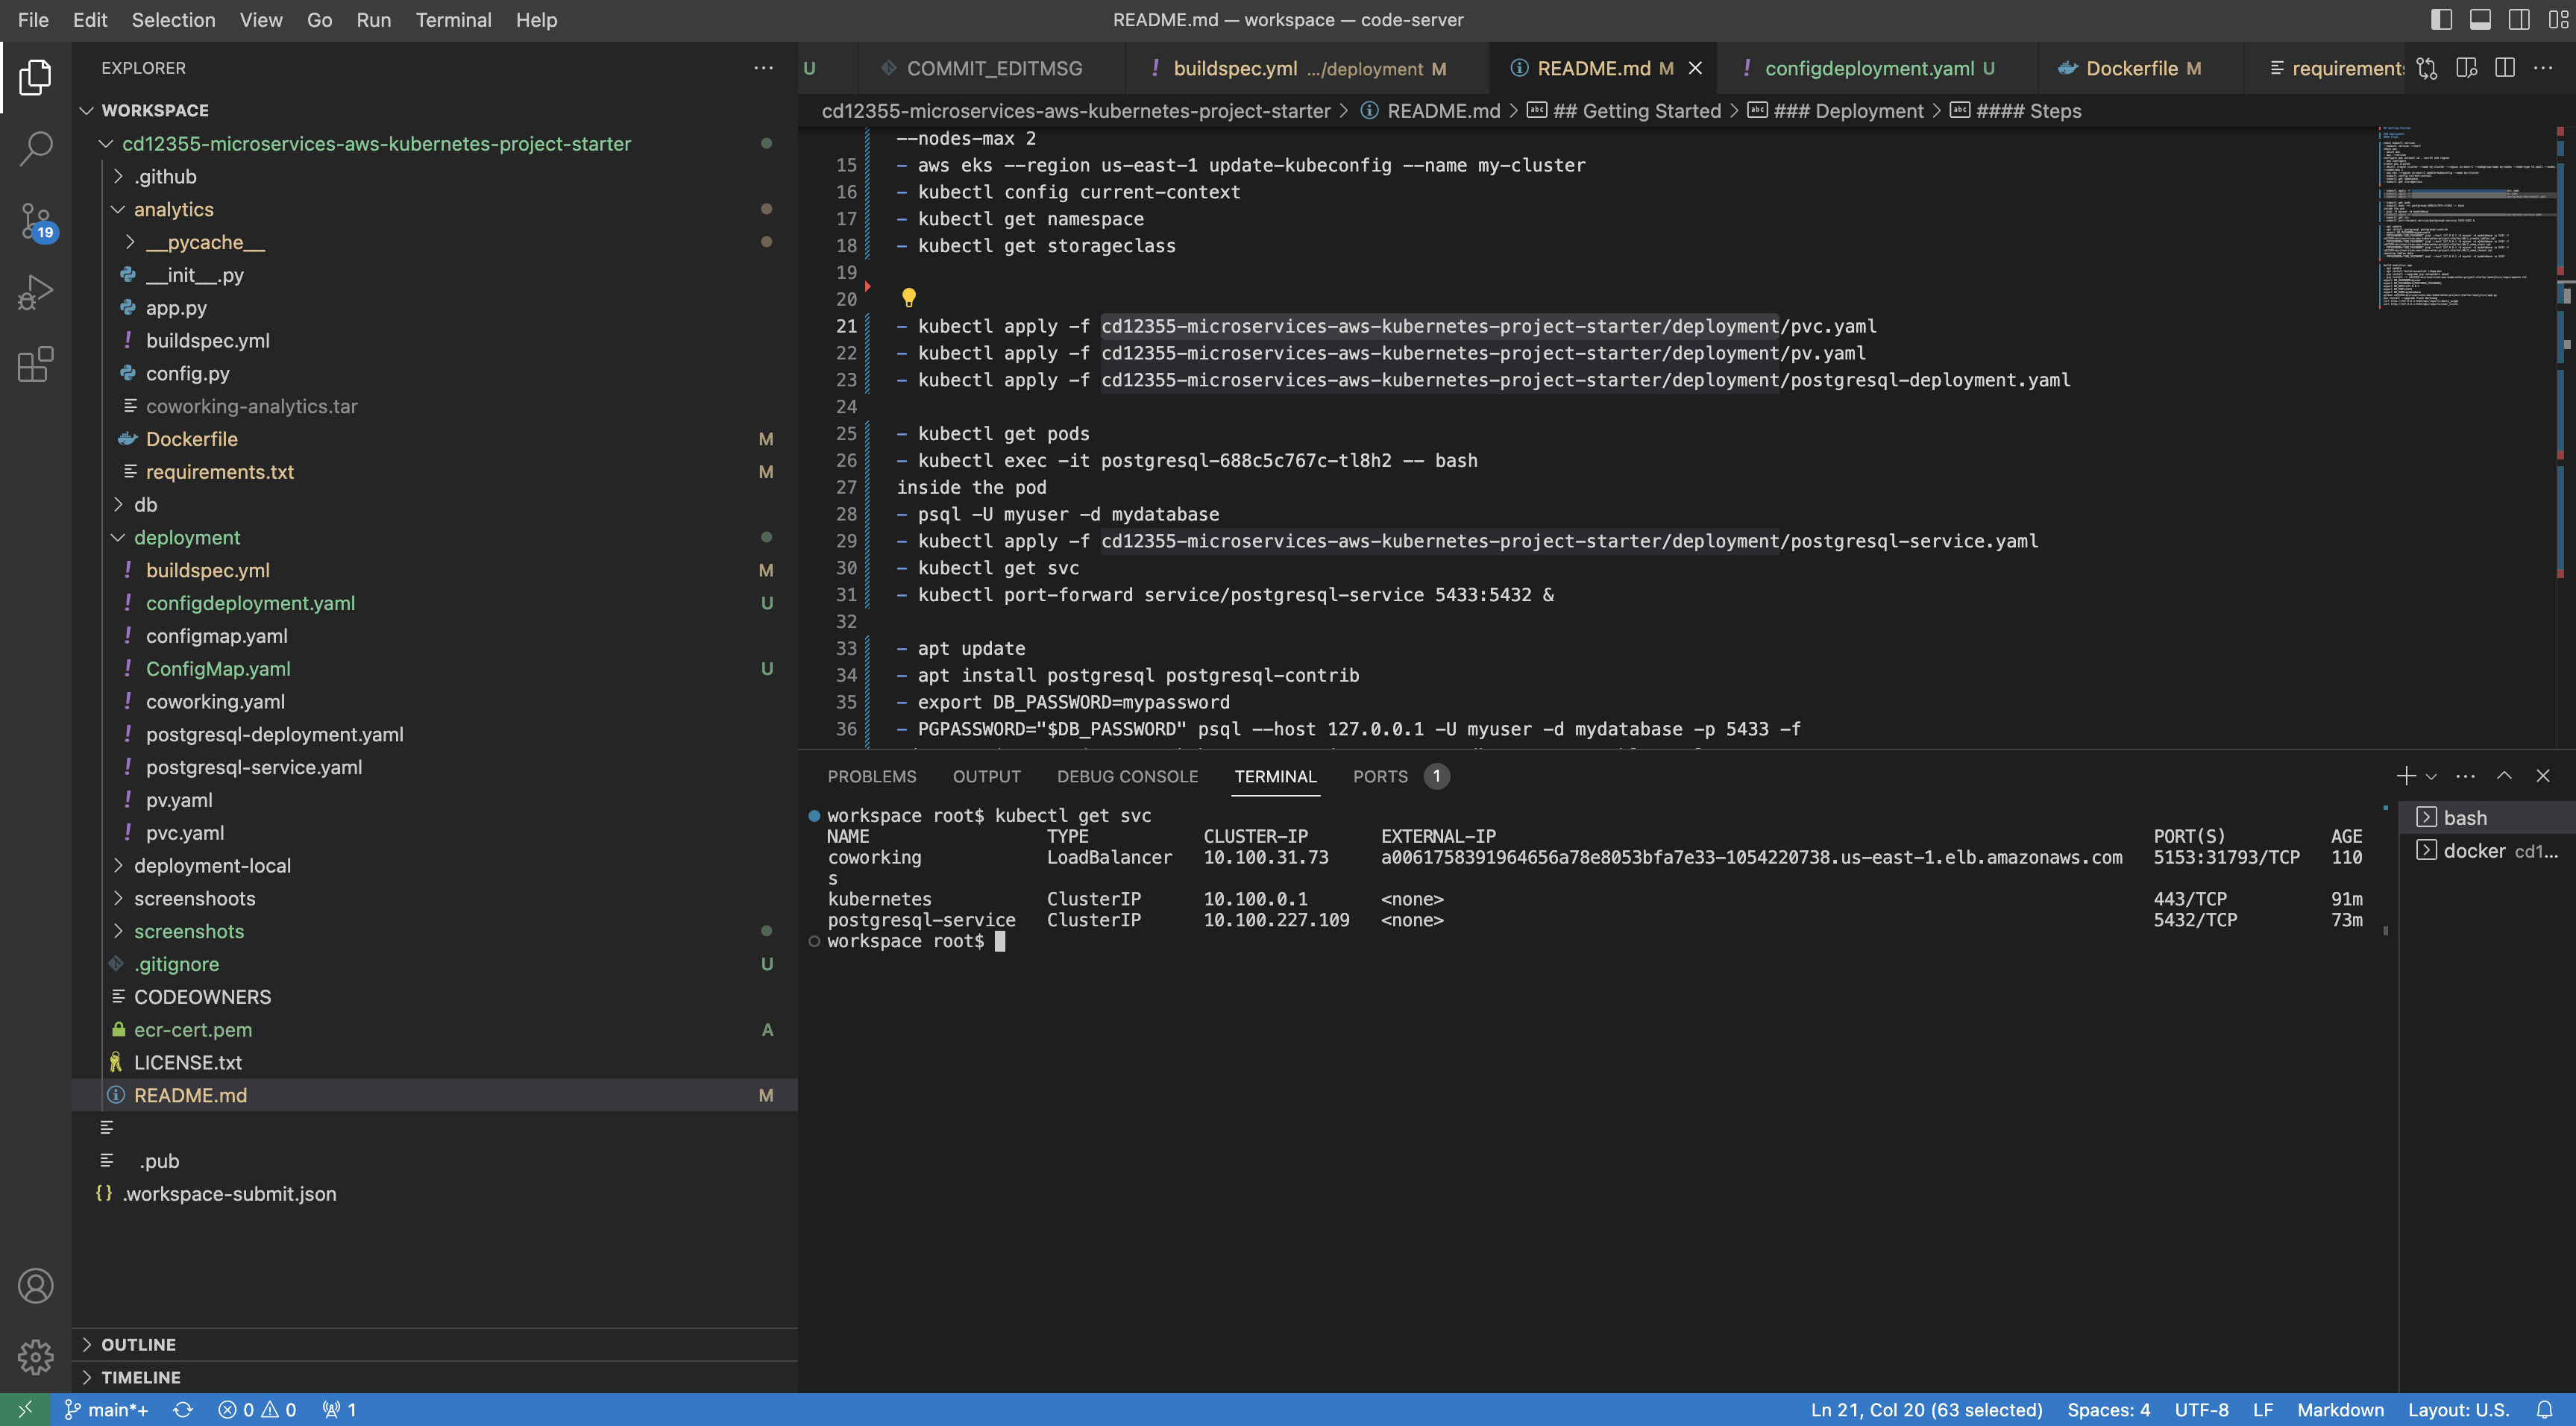 File Edit Selection View Go Run Terminal Help
README.md — workspace — code-server
EXPLORER
WORKSPACE
cd12355-microservices-aws-kubernetes-project-starter
.github
analytics
__pycache__
__init__.py
app.py
buildspec.yml
config.py
coworking-analytics.tar
Dockerfile M
requirements.txt M
db
deployment
buildspec.yml M
configdeployment.yaml U
configmap.yaml
ConfigMap.yaml U
coworking.yaml
postgresql-deployment.yaml
postgresql-service.yaml
pv.yaml
pvc.yaml
deployment-local
screenshoots
screenshots
.gitignore U
CODEOWNERS
ecr-cert.pem A
LICENSE.txt
README.md M
.pub
.workspace-submit.json
OUTLINE
TIMELINE
19
U COMMIT_EDITMSG buildspec.yml .../deployment M README.md M configdeployment.yaml U Dockerfile M requirements
cd12355-microservices-aws-kubernetes-project-starter > README.md > ## Getting Started > ### Deployment > #### Steps
--nodes-max 2
15 - aws eks --region us-east-1 update-kubeconfig --name my-cluster
16 - kubectl config current-context
17 - kubectl get namespace
18 - kubectl get storageclass
19
20
21 - kubectl apply -f cd12355-microservices-aws-kubernetes-project-starter/deployment/pvc.yaml
22 - kubectl apply -f cd12355-microservices-aws-kubernetes-project-starter/deployment/pv.yaml
23 - kubectl apply -f cd12355-microservices-aws-kubernetes-project-starter/deployment/postgresql-deployment.yaml
24
25 - kubectl get pods
26 - kubectl exec -it postgresql-688c5c767c-tl8h2 -- bash
27 inside the pod
28 - psql -U myuser -d mydatabase
29 - kubectl apply -f cd12355-microservices-aws-kubernetes-project-starter/deployment/postgresql-service.yaml
30 - kubectl get svc
31 - kubectl port-forward service/postgresql-service 5433:5432 &
32
33 - apt update
34 - apt install postgresql postgresql-contrib
35 - export DB_PASSWORD=mypassword
36 - PGPASSWORD="$DB_PASSWORD" psql --host 127.0.0.1 -U myuser -d mydatabase -p 5433 -f
PROBLEMS OUTPUT DEBUG CONSOLE TERMINAL PORTS 1
workspace root$ kubectl get svc
NAME TYPE CLUSTER-IP EXTERNAL-IP PORT(S) AGE
coworking LoadBalancer 10.100.31.73 a0061758391964656a78e8053bfa7e33-1054220738.us-east-1.elb.amazonaws.com 5153:31793/TCP 110
s
kubernetes ClusterIP 10.100.0.1 <none> 443/TCP 91m
postgresql-service ClusterIP 10.100.227.109 <none> 5432/TCP 73m
workspace root$
bash
docker cd1...
main*+ 0 0 1
Ln 21, Col 20 (63 selected) Spaces: 4 UTF-8 LF Markdown Layout: U.S.